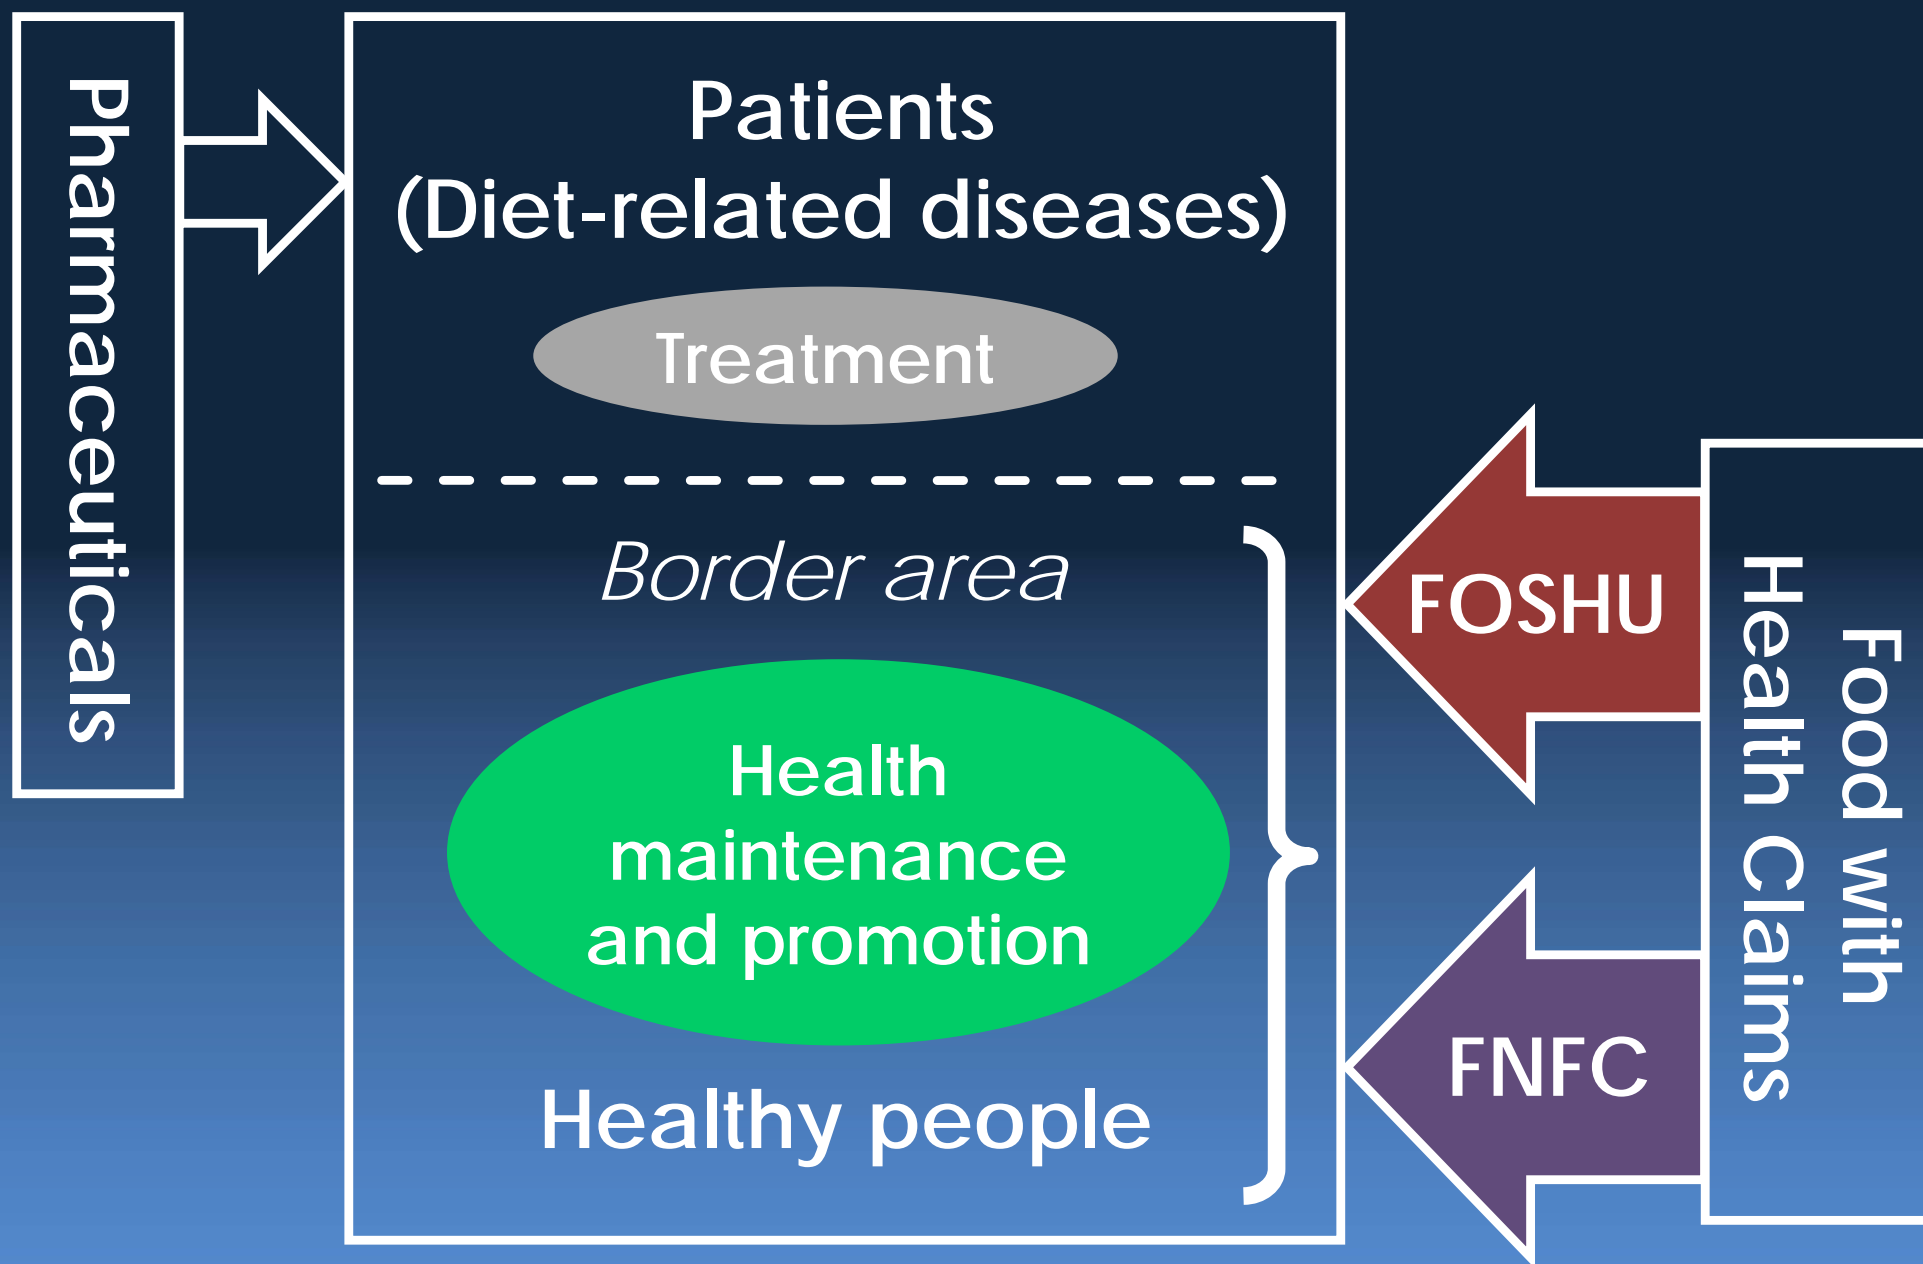 Pharmaceuticals
Patients
(Diet-related diseases)
Treatment
Border area
Health
maintenance
and promotion
Healthy people
FOSHU
FNFC
Food with
Health Claims